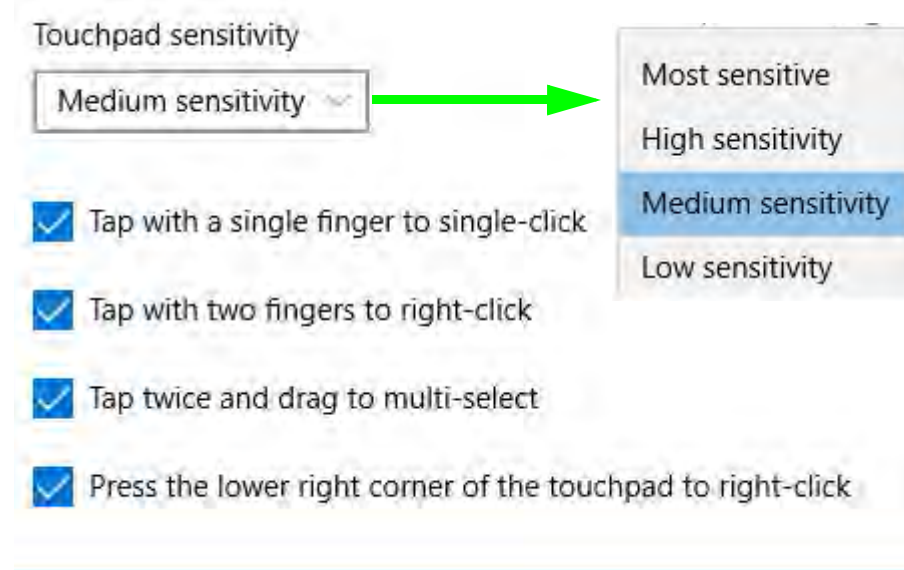 Touchpad sensitivity
Medium sensitivity
Most sensitive
High sensitivity
Medium sensitivity
Low sensitivity
Tap with a single finger to single-click
Tap with two fingers to right-click
Tap twice and drag to multi-select
Press the lower right corner of the touchpad to right-click